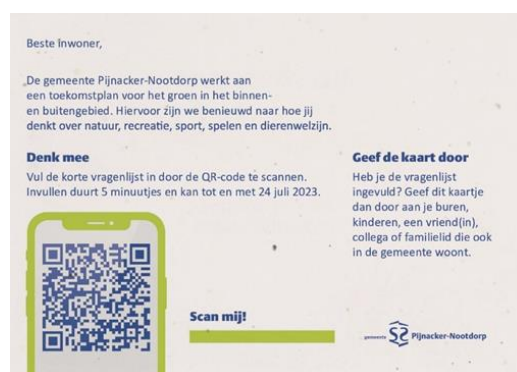 Beste inwoner,
De gemeente Pijnacker-Nootdorp werkt aan
een toekomstplan voor het groen in het binnen-
en buitengebied. Hiervoor zijn we benieuwd naar hoe jij
denkt over natuur, recreatie, sport, spelen en dierenwelzijn.
Denk mee
Vul de korte vragenlijst in door de QR-code te scannen.
Invullen duurt 5 minuutjes en kan tot en met 24 juli 2023.
Geef de kaart door
Heb je de vragenlijst
ingevuld? Geef dit kaartje
dan door aan je buren,
kinderen, een vriend(in),
collega of familielid die ook
in de gemeente woont.
Scan mij!
gemeente Pijnacker-Nootdorp